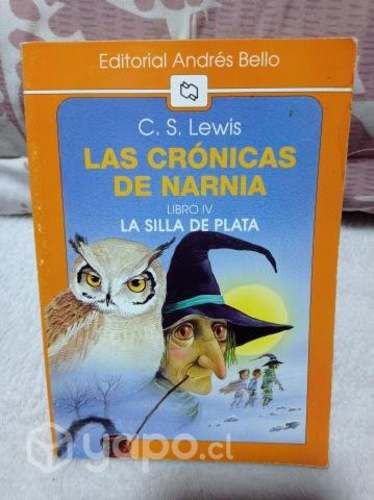 Editorial Andrés Bello
C. S. Lewis
LAS CRÓNICAS
DE NARNIA
LIBRO IV
LA SILLA DE PLATA
yapo.cl